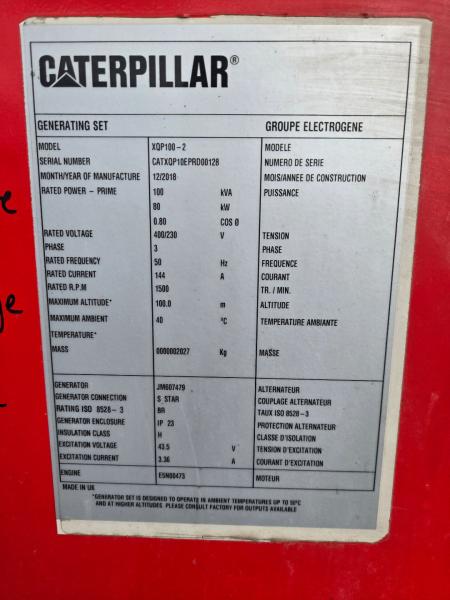 CATERPILLAR®
GENERATING SET GROUPE ELECTROGENE
MODEL XQP100-2 MODELE
SERIAL NUMBER CATXQP10EPRD00128 NUMERO DE SERIE
MONTH/YEAR OF MANUFACTURE 12/2018 MOIS/ANNEE DE CONSTRUCTION
RATED POWER - PRIME 100 kVA PUISSANCE
80 kW
0.80 COS Ø
RATED VOLTAGE 400/230 V TENSION
PHASE 3 PHASE
RATED FREQUENCY 50 Hz FREQUENCE
RATED CURRENT 144 A COURANT
RATED R.P.M 1500 TR. / MIN.
MAXIMUM ALTITUDE* 100.0 m ALTITUDE
MAXIMUM AMBIENT 40 ºC TEMPERATURE AMBIANTE
TEMPERATURE*
MASS 0000002027 Kg MASSE
GENERATOR JM607479 ALTERNATEUR
GENERATOR CONNECTION S STAR COUPLAGE ALTERNATEUR
RATING ISO 8528-3 BR TAUX ISO 8528-3
GENERATOR ENCLOSURE IP 23 PROTECTION ALTERNATEUR
INSULATION CLASS H CLASSE D'ISOLATION
EXCITATION VOLTAGE 43.5 V TENSION D'EXCITATION
EXCITATION CURRENT 3.36 A COURANT D'EXCITATION
ENGINE E5N00473 MOTEUR
MADE IN UK
*GENERATOR SET IS DESIGNED TO OPERATE IN AMBIENT TEMPERATURES UP TO 50ºC
AND AT HIGHER ALTITUDES PLEASE CONSULT FACTORY FOR OUTPUTS AVAILABLE